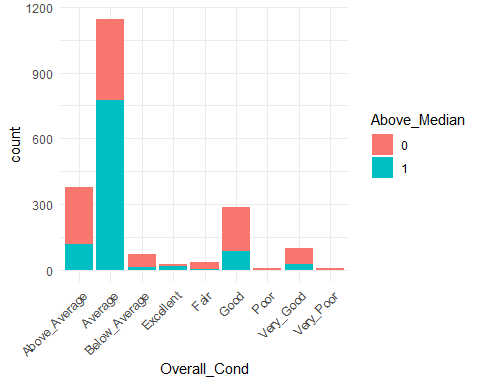 1200
900
600
300
0
count
Above_Average
Average
Below_Average
Excellent
Fair
Good
Poor
Very_Good
Very_Poor
Overall_Cond
Above_Median
0
1